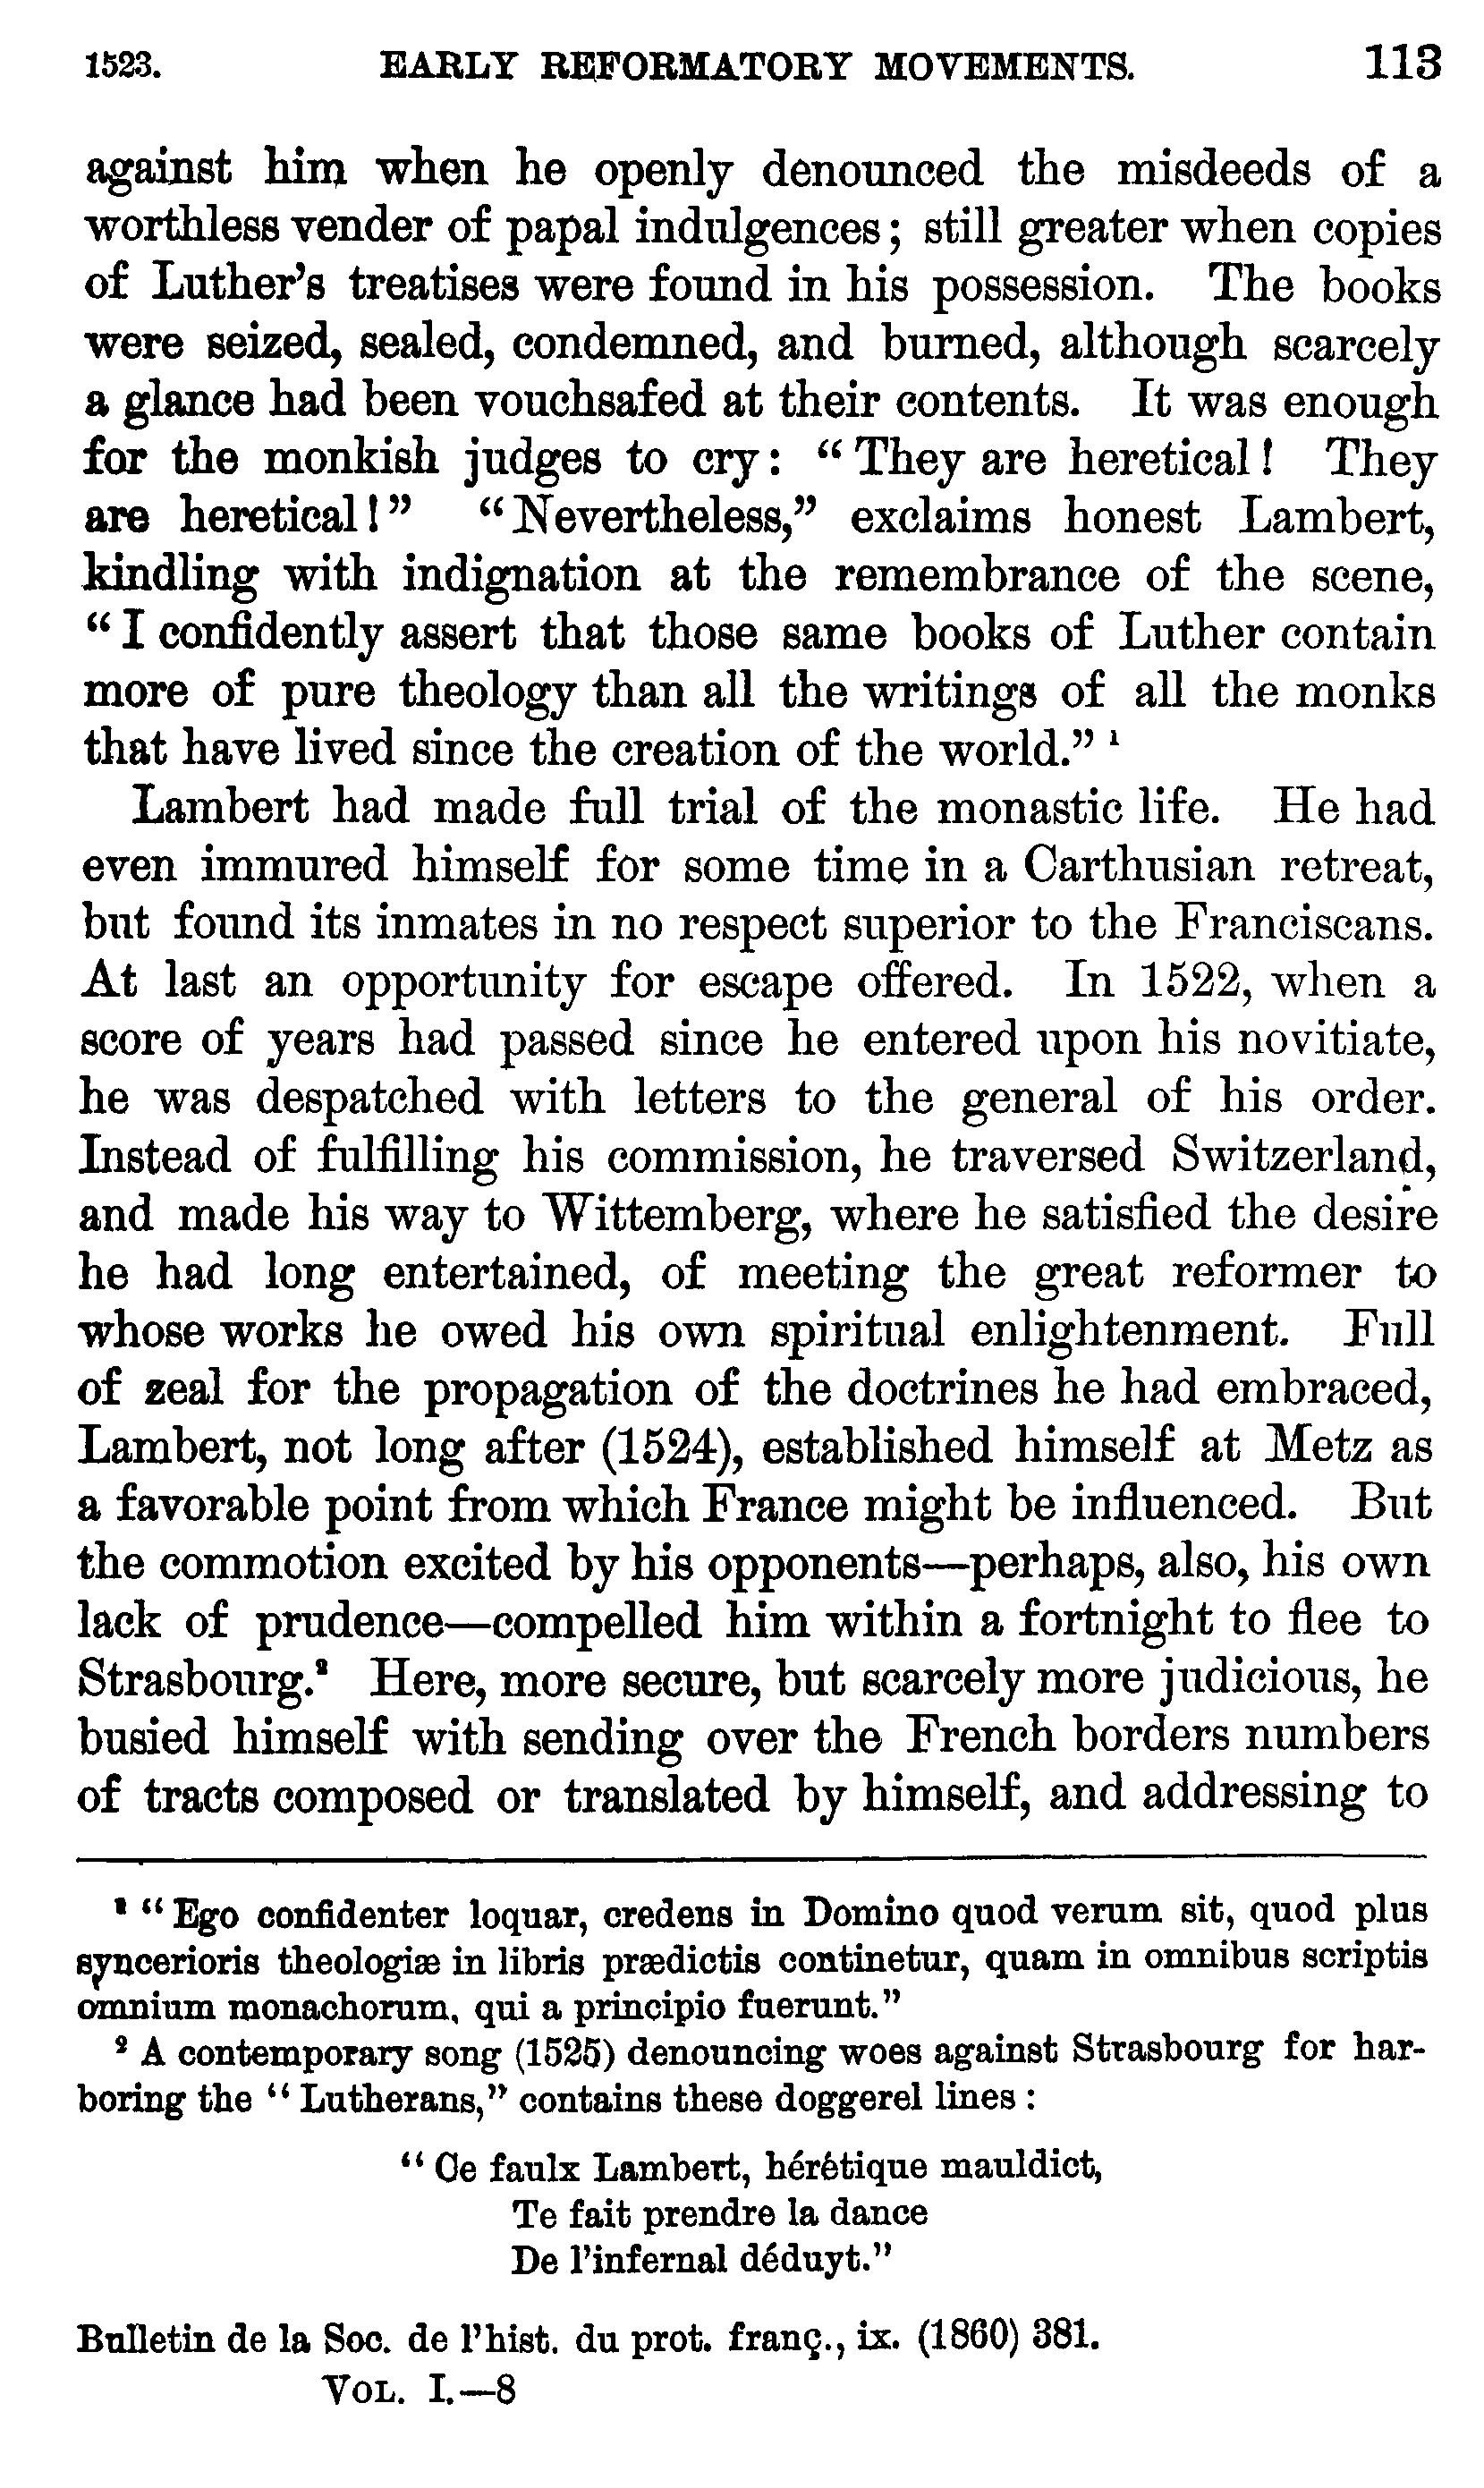 1523. EARLY REFORMATORY MOVEMENTS. 113
against him when he openly denounced the misdeeds of a
worthless vender of papal indulgences; still greater when copies
of Luther's treatises were found in his possession. The books
were seized, sealed, condemned, and burned, although scarcely
a glance had been vouchsafed at their contents. It was enough
for the monkish judges to cry: "They are heretical! They
are heretical!" "Nevertheless," exclaims honest Lambert,
kindling with indignation at the remembrance of the scene,
"I confidently assert that those same books of Luther contain
more of pure theology than all the writings of all the monks
that have lived since the creation of the world." ¹
Lambert had made full trial of the monastic life. He had
even immured himself for some time in a Carthusian retreat,
but found its inmates in no respect superior to the Franciscans.
At last an opportunity for escape offered. In 1522, when a
score of years had passed since he entered upon his novitiate,
he was despatched with letters to the general of his order.
Instead of fulfilling his commission, he traversed Switzerland,
and made his way to Wittemberg, where he satisfied the desire
he had long entertained, of meeting the great reformer to
whose works he owed his own spiritual enlightenment. Full
of zeal for the propagation of the doctrines he had embraced,
Lambert, not long after (1524), established himself at Metz as
a favorable point from which France might be influenced. But
the commotion excited by his opponents—perhaps, also, his own
lack of prudence—compelled him within a fortnight to flee to
Strasbourg.² Here, more secure, but scarcely more judicious, he
busied himself with sending over the French borders numbers
of tracts composed or translated by himself, and addressing to
¹ "Ego confidenter loquar, credens in Domino quod verum sit, quod plus
syncerioris theologiæ in libris prædictis continetur, quam in omnibus scriptis
omnium monachorum, qui a principio fuerunt."
² A contemporary song (1525) denouncing woes against Strasbourg for har-
boring the "Lutherans," contains these doggerel lines:
"Ce faulx Lambert, hérétique mauldict,
Te fait prendre la dance
De l'infernal déduyt."
Bulletin de la Soc. de l'hist. du prot. franç., ix. (1860) 381.
VOL. I.—8